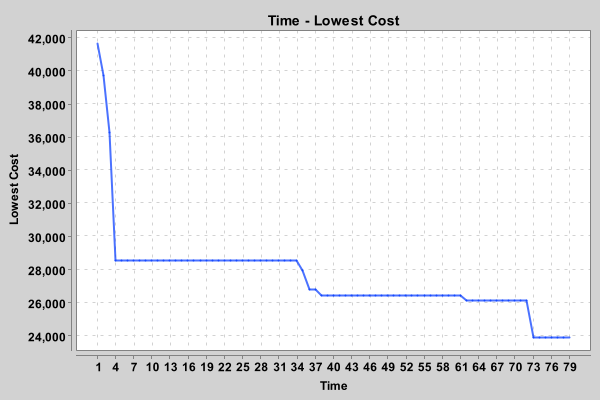 Time - Lowest Cost
42,000
40,000
38,000
36,000
34,000
32,000
30,000
28,000
26,000
24,000
Lowest Cost
1 4 7 10 13 16 19 22 25 28 31 34 37 40 43 46 49 52 55 58 61 64 67 70 73 76 79
Time